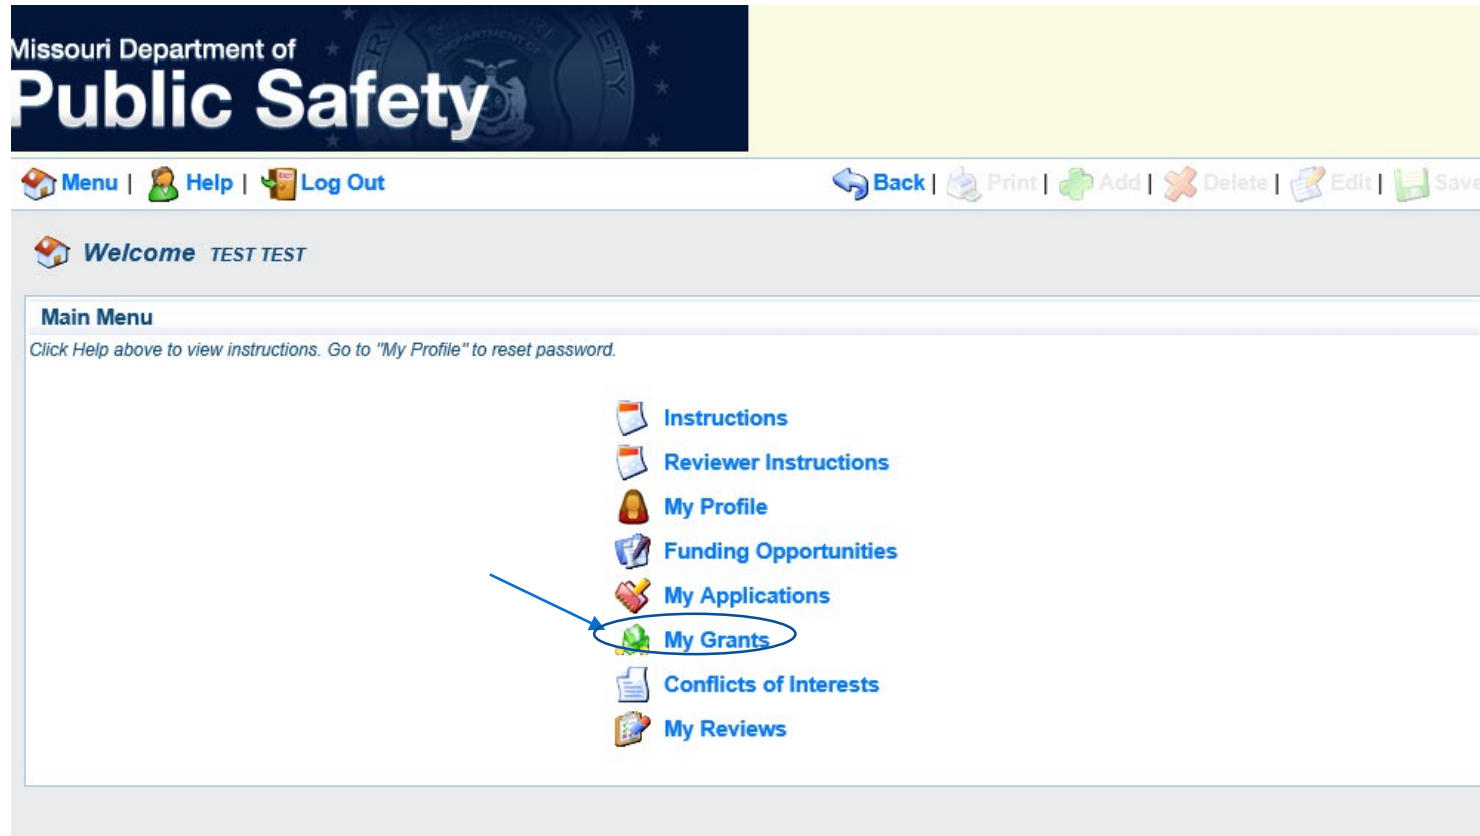 Missouri Department of
Public Safety
Menu | Help | Log Out
Back | Print | Add | Delete | Edit | Save
Welcome TEST TEST
Main Menu
Click Help above to view instructions. Go to "My Profile" to reset password.
Instructions
Reviewer Instructions
My Profile
Funding Opportunities
My Applications
My Grants
Conflicts of Interests
My Reviews